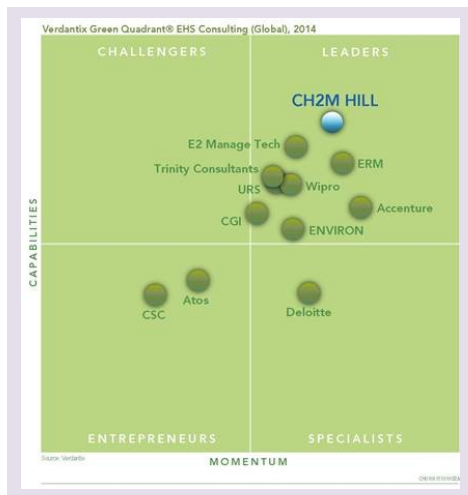 Verdantix Green Quadrant® EHS Consulting (Global), 2014
CHALLENGERS
LEADERS
CH2M HILL
E2 Manage Tech
ERM
Trinity Consultants
URS
Wipro
Accenture
CGI
ENVIRON
CAPABILITIES
Atos
CSC
Deloitte
ENTREPRENEURS
SPECIALISTS
Source: Verdantix
MOMENTUM